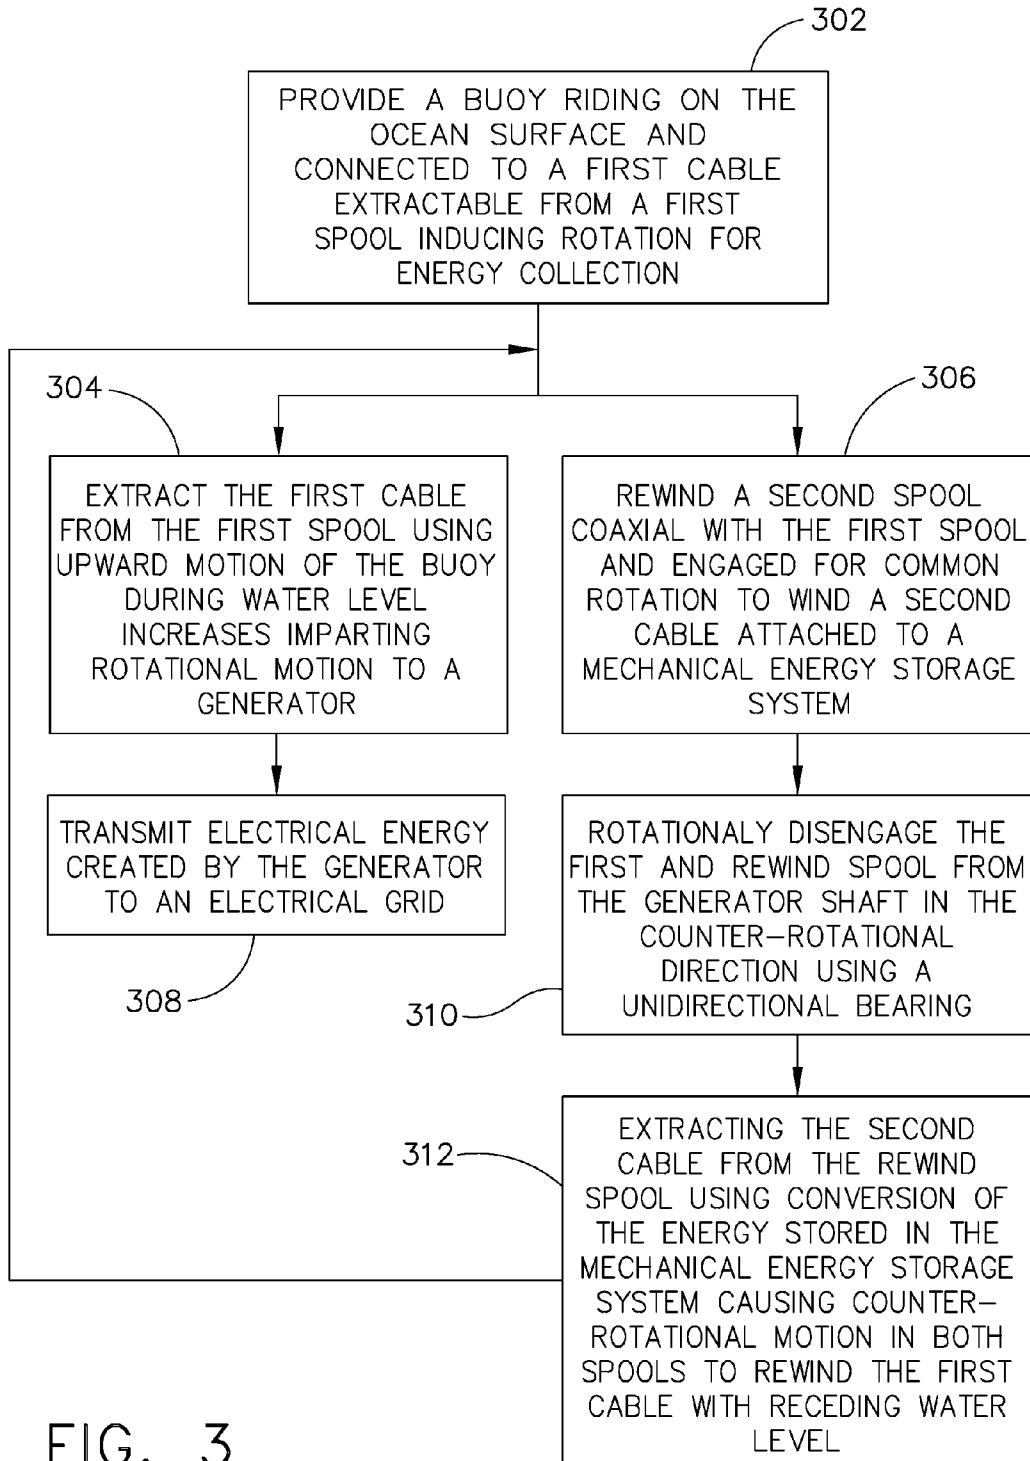 302
PROVIDE A BUOY RIDING ON THE
OCEAN SURFACE AND
CONNECTED TO A FIRST CABLE
EXTRACTABLE FROM A FIRST
SPOOL INDUCING ROTATION FOR
ENERGY COLLECTION
304
EXTRACT THE FIRST CABLE
FROM THE FIRST SPOOL USING
UPWARD MOTION OF THE BUOY
DURING WATER LEVEL
INCREASES IMPARTING
ROTATIONAL MOTION TO A
GENERATOR
306
REWIND A SECOND SPOOL
COAXIAL WITH THE FIRST SPOOL
AND ENGAGED FOR COMMON
ROTATION TO WIND A SECOND
CABLE ATTACHED TO A
MECHANICAL ENERGY STORAGE
SYSTEM
TRANSMIT ELECTRICAL ENERGY
CREATED BY THE GENERATOR
TO AN ELECTRICAL GRID
308
ROTATIONALY DISENGAGE THE
FIRST AND REWIND SPOOL FROM
THE GENERATOR SHAFT IN THE
COUNTER-ROTATIONAL
DIRECTION USING A
UNIDIRECTIONAL BEARING
310
312
EXTRACTING THE SECOND
CABLE FROM THE REWIND
SPOOL USING CONVERSION OF
THE ENERGY STORED IN THE
MECHANICAL ENERGY STORAGE
SYSTEM CAUSING COUNTER-
ROTATIONAL MOTION IN BOTH
SPOOLS TO REWIND THE FIRST
CABLE WITH RECEDING WATER
LEVEL
FIG. 3